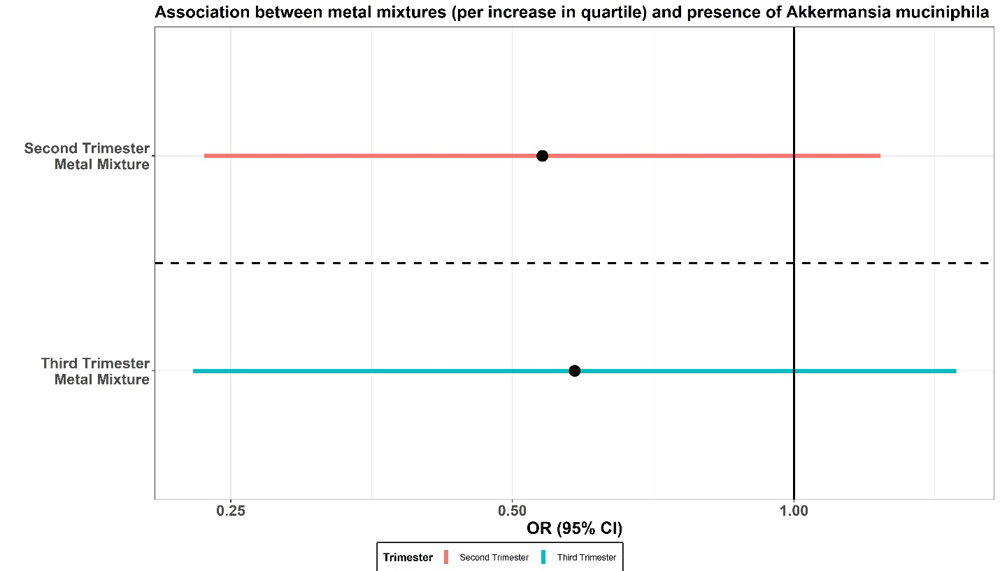 Association between metal mixtures (per increase in quartile) and presence of Akkermansia muciniphila
Second Trimester
Metal Mixture
Third Trimester
Metal Mixture
0.25 0.50 1.00
OR (95% CI)
Trimester Second Trimester Third Trimester